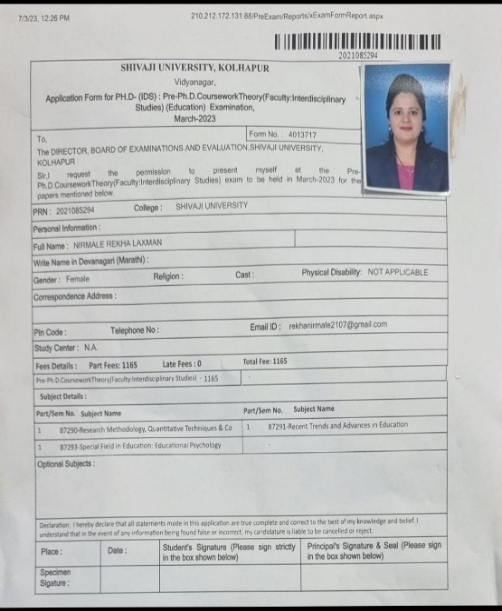 7/3/23, 12:26 PM 210.212.172.131:88/PreExam/Reports/xExamFormReport.aspx
2021085294
SHIVAJI UNIVERSITY, KOLHAPUR
Vidyanagar,
Application Form for PH.D- (IDS) : Pre-Ph.D.CourseworkTheory(Faculty:Interdisciplinary
Studies) (Education) Examination,
March-2023
Form No. 4013717
To,
The DIRECTOR, BOARD OF EXAMINATIONS AND EVALUATION.SHIVAJI UNIVERSITY,
KOLHAPUR
Sir,I request the permission to present myself at the Pre-
Ph.D.CourseworkTheory(Faculty:Interdisciplinary Studies) exam to be held in March-2023 for the
papers mentioned below.
PRN : 2021085294 College : SHIVAJI UNIVERSITY
Personal Information :
Full Name : NIRMALE REKHA LAXMAN
Write Name in Devanagari (Marathi) :
Gender : Female Religion : Cast : Physical Disability: NOT APPLICABLE
Correspondence Address :
Pin Code : Telephone No : Email ID : rekhanirmale2107@gmail.com
Study Center : N.A.
Fees Details : Part Fees: 1165 Late Fees : 0 Total Fee: 1165
Pre-Ph.D.CourseworkTheory(Faculty:Interdisciplinary Studies) - 1165 -
Subject Details :
Part/Sem No. Subject Name Part/Sem No. Subject Name
1 87290-Research Methodology, Quantitative Techniques & Co 1 87291-Recent Trends and Advances in Education
1 87293-Special Field in Education: Educational Psychology -
Optional Subjects :
Declaration: I hereby declare that all statements made in this application are true complete and correct to the best of my knowledge and belief. I
understand that in the event of any information being found false or incorrect, my candidature is liable to be cancelled or reject.
Place : Date : Student's Signature (Please sign strictly in the box shown below) Principal's Signature & Seal (Please sign in the box shown below)
Specimen
Sigature :